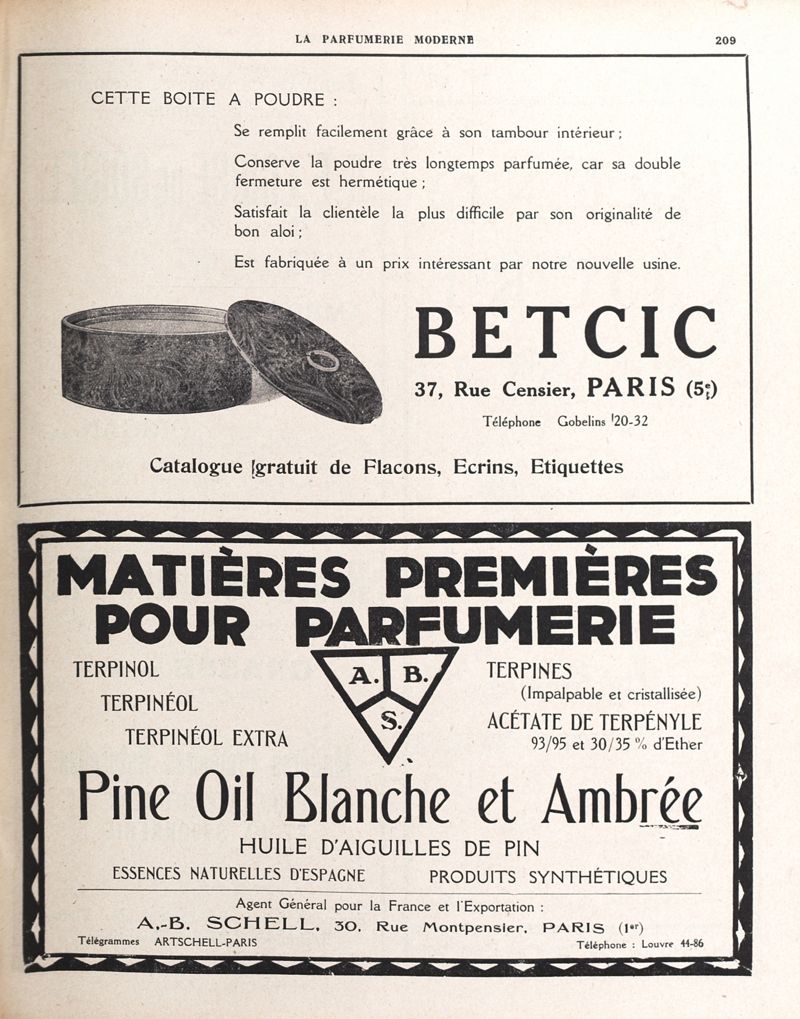 LA PARFUMERIE MODERNE 209
CETTE BOITE A POUDRE :
Se remplit facilement grâce à son tambour intérieur ;
Conserve la poudre très longtemps parfumée, car sa double
fermeture est hermétique ;
Satisfait la clientèle la plus difficile par son originalité de
bon aloi ;
Est fabriquée à un prix intéressant par notre nouvelle usine.
BETCIC
37, Rue Censier, PARIS (5e)
Téléphone Gobelins 20-32
Catalogue gratuit de Flacons, Ecrins, Etiquettes
MATIÈRES PREMIÈRES
POUR PARFUMERIE
A. B.
S.
TERPINOL
TERPINÉOL
TERPINÉOL EXTRA
TERPINES
(Impalpable et cristallisée)
ACÉTATE DE TERPÉNYLE
93/95 et 30/35 % d'Ether
Pine Oil Blanche et Ambrée
HUILE D'AIGUILLES DE PIN
ESSENCES NATURELLES D'ESPAGNE PRODUITS SYNTHÉTIQUES
Agent Général pour la France et l'Exportation :
A.-B. SCHELL, 30, Rue Montpensier, PARIS (1er)
Télégrammes ARTSCHELL-PARIS Téléphone : Louvre 44-86